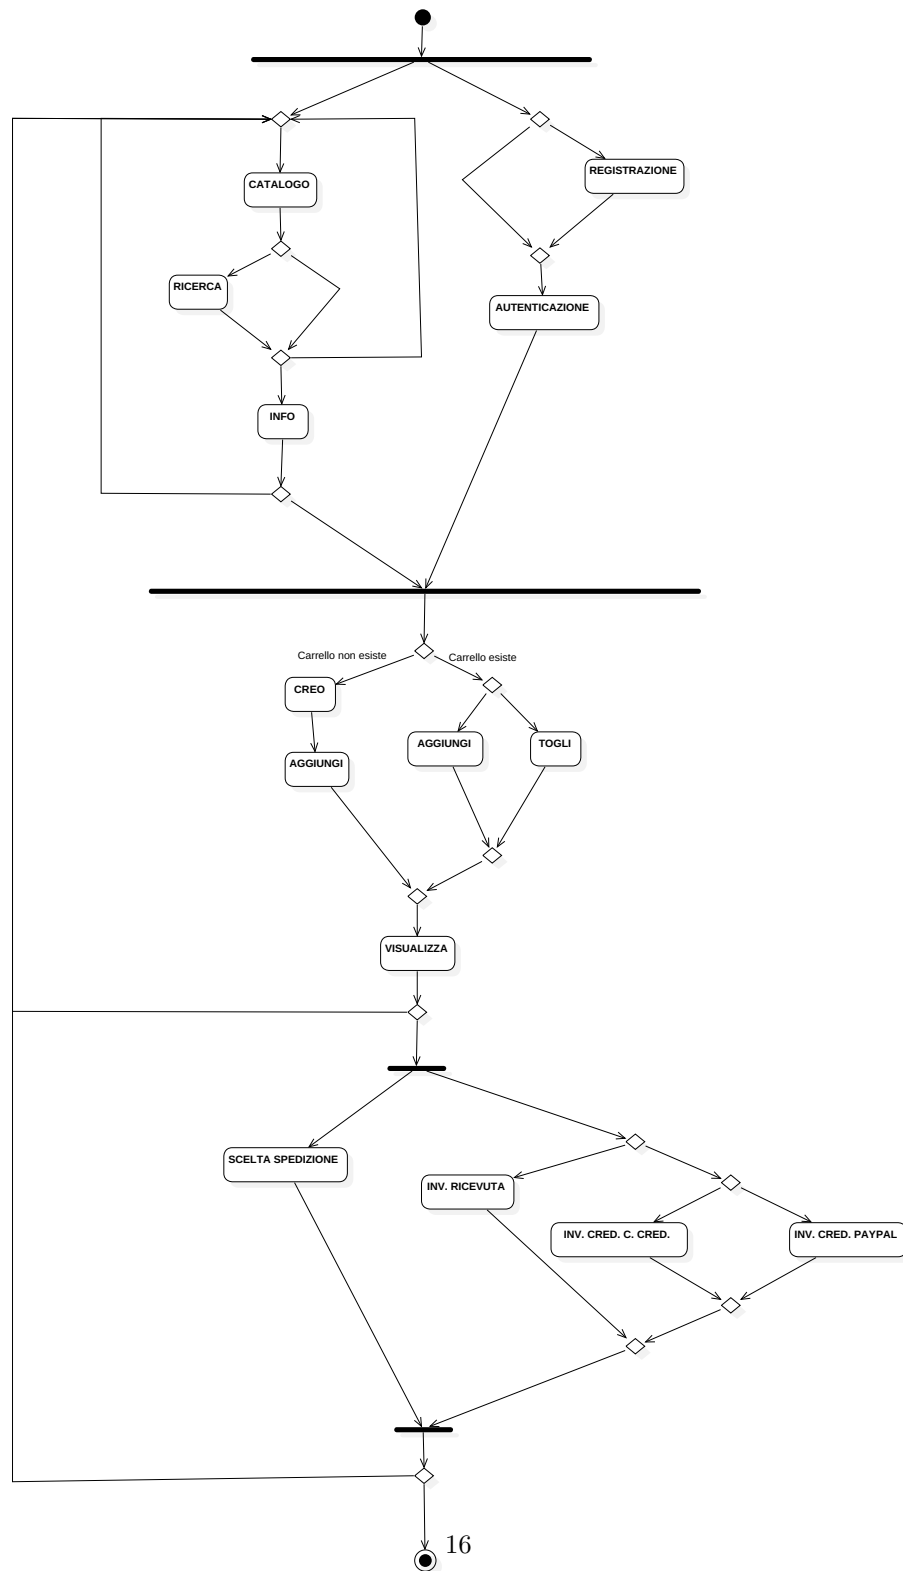 REGISTRAZIONE
CATALOGO
RICERCA
AUTENTICAZIONE
INFO
Carrello non esiste
Carrello esiste
CREO
AGGIUNGI
TOGLI
AGGIUNGI
VISUALIZZA
SCELTA SPEDIZIONE
INV. RICEVUTA
INV. CRED. C. CRED.
INV. CRED. PAYPAL
16